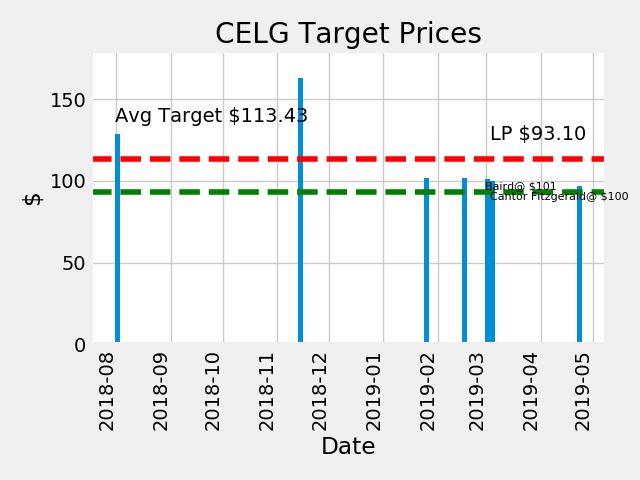 CELG Target Prices
150
100
50
0
$
Avg Target $113.43
LP $93.10
Baird@ $101
Cantor Fitzgerald@ $100
2018-08
2018-09
2018-10
2018-11
2018-12
2019-01
2019-02
2019-03
2019-04
2019-05
Date